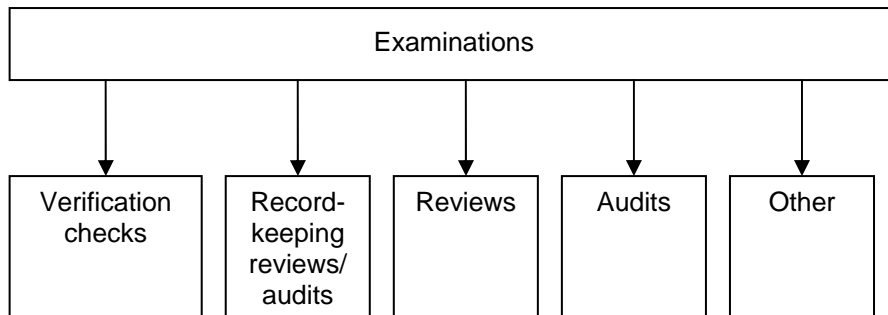 Examinations
Verification
checks
Record-
keeping
reviews/
audits
Reviews
Audits
Other